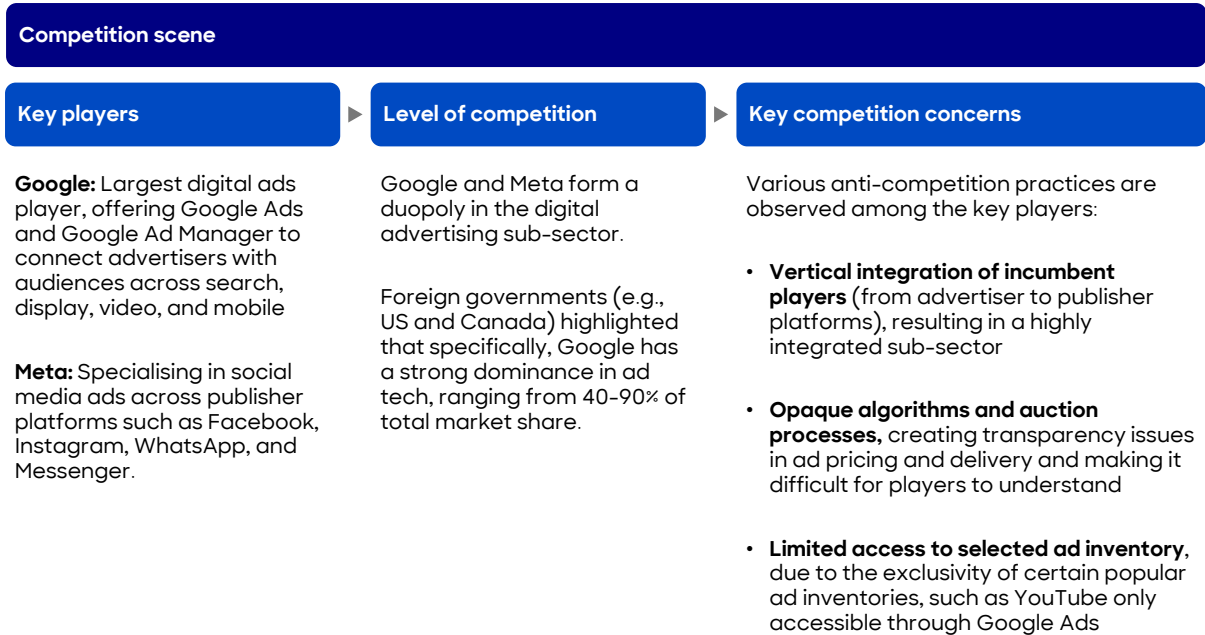 Competition scene
Key players
Level of competition
Key competition concerns
Google: Largest digital ads
player, offering Google Ads
and Google Ad Manager to
connect advertisers with
audiences across search,
display, video, and mobile
Meta: Specialising in social
media ads across publisher
platforms such as Facebook,
Instagram, WhatsApp, and
Messenger.
Google and Meta form a
duopoly in the digital
advertising sub-sector.
Foreign governments (e.g.,
US and Canada) highlighted
that specifically, Google has
a strong dominance in ad
tech, ranging from 40-90% of
total market share.
Various anti-competition practices are
observed among the key players:
• Vertical integration of incumbent
players (from advertiser to publisher
platforms), resulting in a highly
integrated sub-sector
• Opaque algorithms and auction
processes, creating transparency issues
in ad pricing and delivery and making it
difficult for players to understand
• Limited access to selected ad inventory,
due to the exclusivity of certain popular
ad inventories, such as YouTube only
accessible through Google Ads